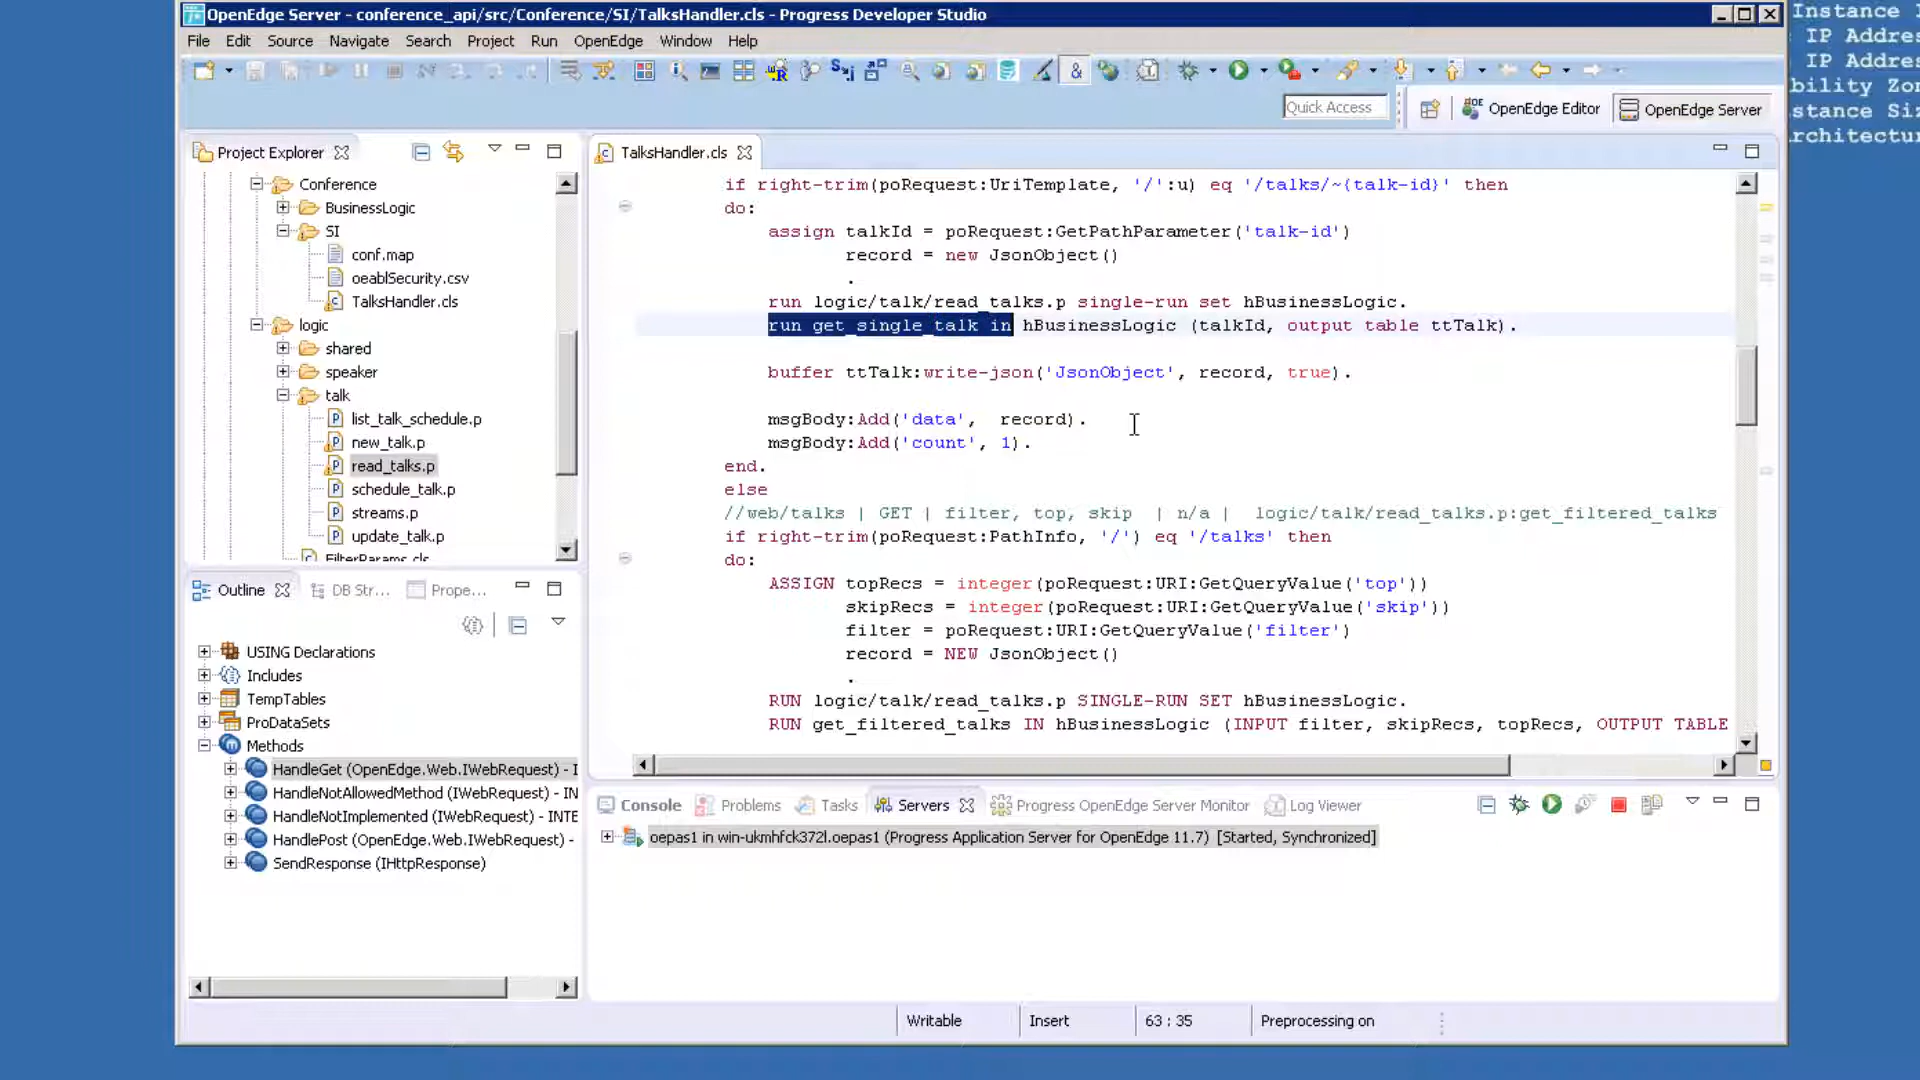 OpenEdge Server - conference_api/src/Conference/SI/TalksHandler.cls - Progress Developer Studio
File Edit Source Navigate Search Project Run OpenEdge Window Help
Quick Access
OpenEdge Editor
OpenEdge Server
Instance I
IP Addres
IP Addres
bility Zon
stance Siz
rchitectur
Project Explorer
Conference
BusinessLogic
SI
conf.map
oeablSecurity.csv
TalksHandler.cls
logic
shared
speaker
talk
list_talk_schedule.p
new_talk.p
read_talks.p
schedule_talk.p
streams.p
update_talk.p
FilterParams.cls
TalksHandler.cls
if right-trim(poRequest:UriTemplate, '/':u) eq '/talks/~{talk-id}' then
do:
assign talkId = poRequest:GetPathParameter('talk-id')
record = new JsonObject()
.
run logic/talk/read_talks.p single-run set hBusinessLogic.
run get_single_talk in hBusinessLogic (talkId, output table ttTalk).
buffer ttTalk:write-json('JsonObject', record, true).
msgBody:Add('data', record).
msgBody:Add('count', 1).
end.
else
//web/talks | GET | filter, top, skip | n/a | logic/talk/read_talks.p:get_filtered_talks
if right-trim(poRequest:PathInfo, '/') eq '/talks' then
do:
ASSIGN topRecs = integer(poRequest:URI:GetQueryValue('top'))
skipRecs = integer(poRequest:URI:GetQueryValue('skip'))
filter = poRequest:URI:GetQueryValue('filter')
record = NEW JsonObject()
.
RUN logic/talk/read_talks.p SINGLE-RUN SET hBusinessLogic.
RUN get_filtered_talks IN hBusinessLogic (INPUT filter, skipRecs, topRecs, OUTPUT TABLE
Outline DB Str... Prope...
USING Declarations
Includes
TempTables
ProDataSets
Methods
HandleGet (OpenEdge.Web.IWebRequest) - I
HandleNotAllowedMethod (IWebRequest) - IN
HandleNotImplemented (IWebRequest) - INTE
HandlePost (OpenEdge.Web.IWebRequest) -
SendResponse (IHttpResponse)
Console Problems Tasks Servers Progress OpenEdge Server Monitor Log Viewer
oepas1 in win-ukmhfck372l.oepas1 (Progress Application Server for OpenEdge 11.7) [Started, Synchronized]
Writable Insert 63 : 35 Preprocessing on